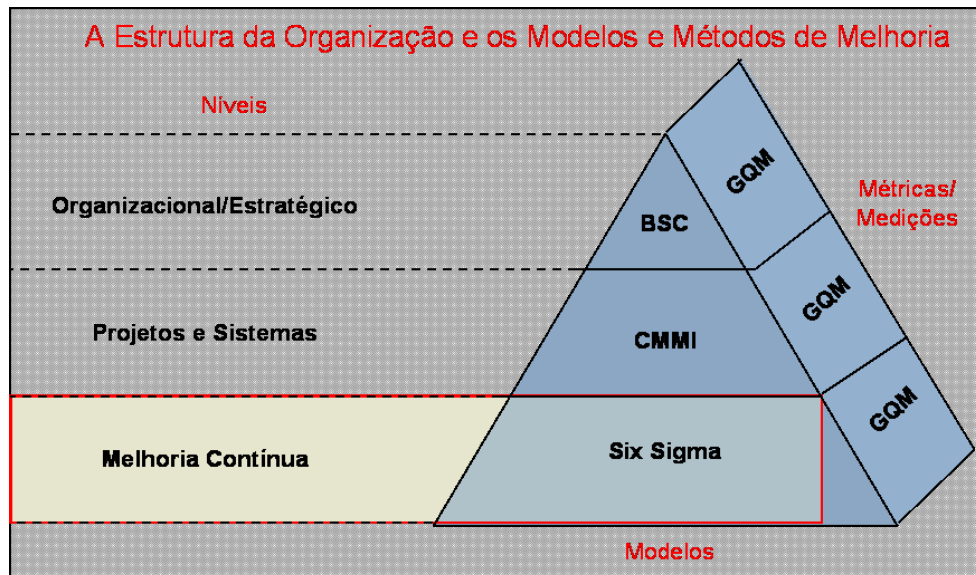 A Estrutura da Organização e os Modelos e Métodos de Melhoria
Níveis
GQM
Métricas/
Medições
Organizacional/Estratégico
BSC
GQM
Projetos e Sistemas
CMMI
GQM
Melhoria Contínua
Six Sigma
Modelos